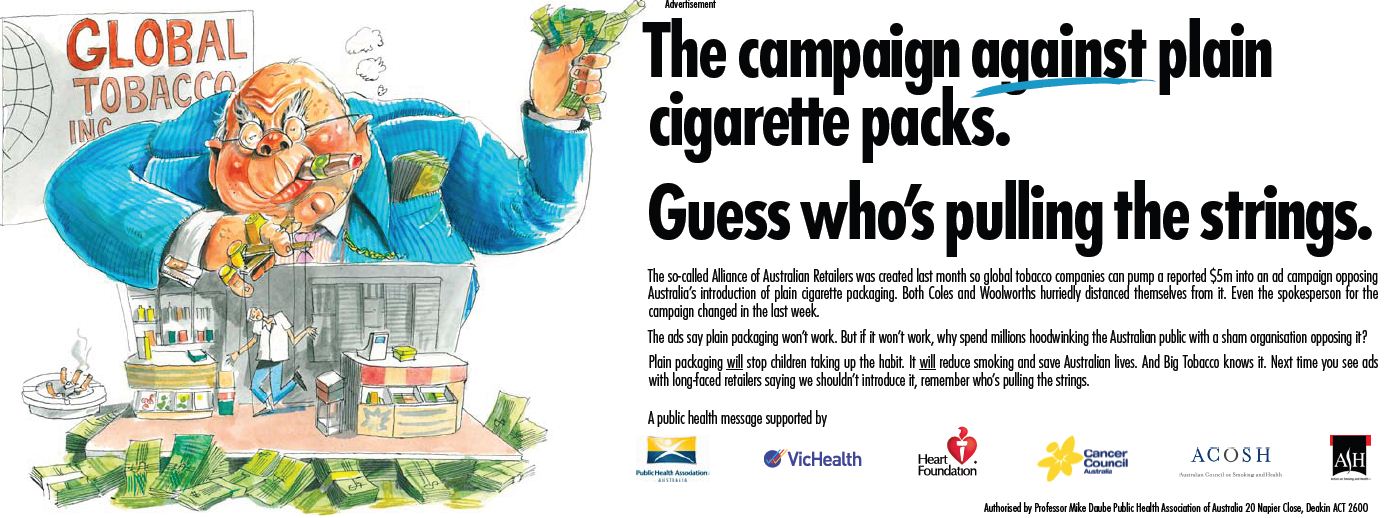 GLOBAL
TOBACCO
INC
Advertisement
The campaign against plain
cigarette packs.
Guess who's pulling the strings.
The so-called Alliance of Australian Retailers was created last month so global tobacco companies can pump a reported $5m into an ad campaign opposing
Australia's introduction of plain cigarette packaging. Both Coles and Woolworths hurriedly distanced themselves from it. Even the spokesperson for the
campaign changed in the last week.
The ads say plain packaging won't work. But if it won't work, why spend millions hoodwinking the Australian public with a sham organisation opposing it?
Plain packaging will stop children taking up the habit. It will reduce smoking and save Australian lives. And Big Tobacco knows it. Next time you see ads
with long-faced retailers saying we shouldn't introduce it, remember who's pulling the strings.
A public health message supported by
Public Health Association
AUSTRALIA
VicHealth
Heart
Foundation
Cancer
Council
Australia
ACOSH
Australian Council on Smoking and Health
ASH
Action on Smoking and Health
Authorised by Professor Mike Daube Public Health Association of Australia 20 Napier Close, Deakin ACT 2600